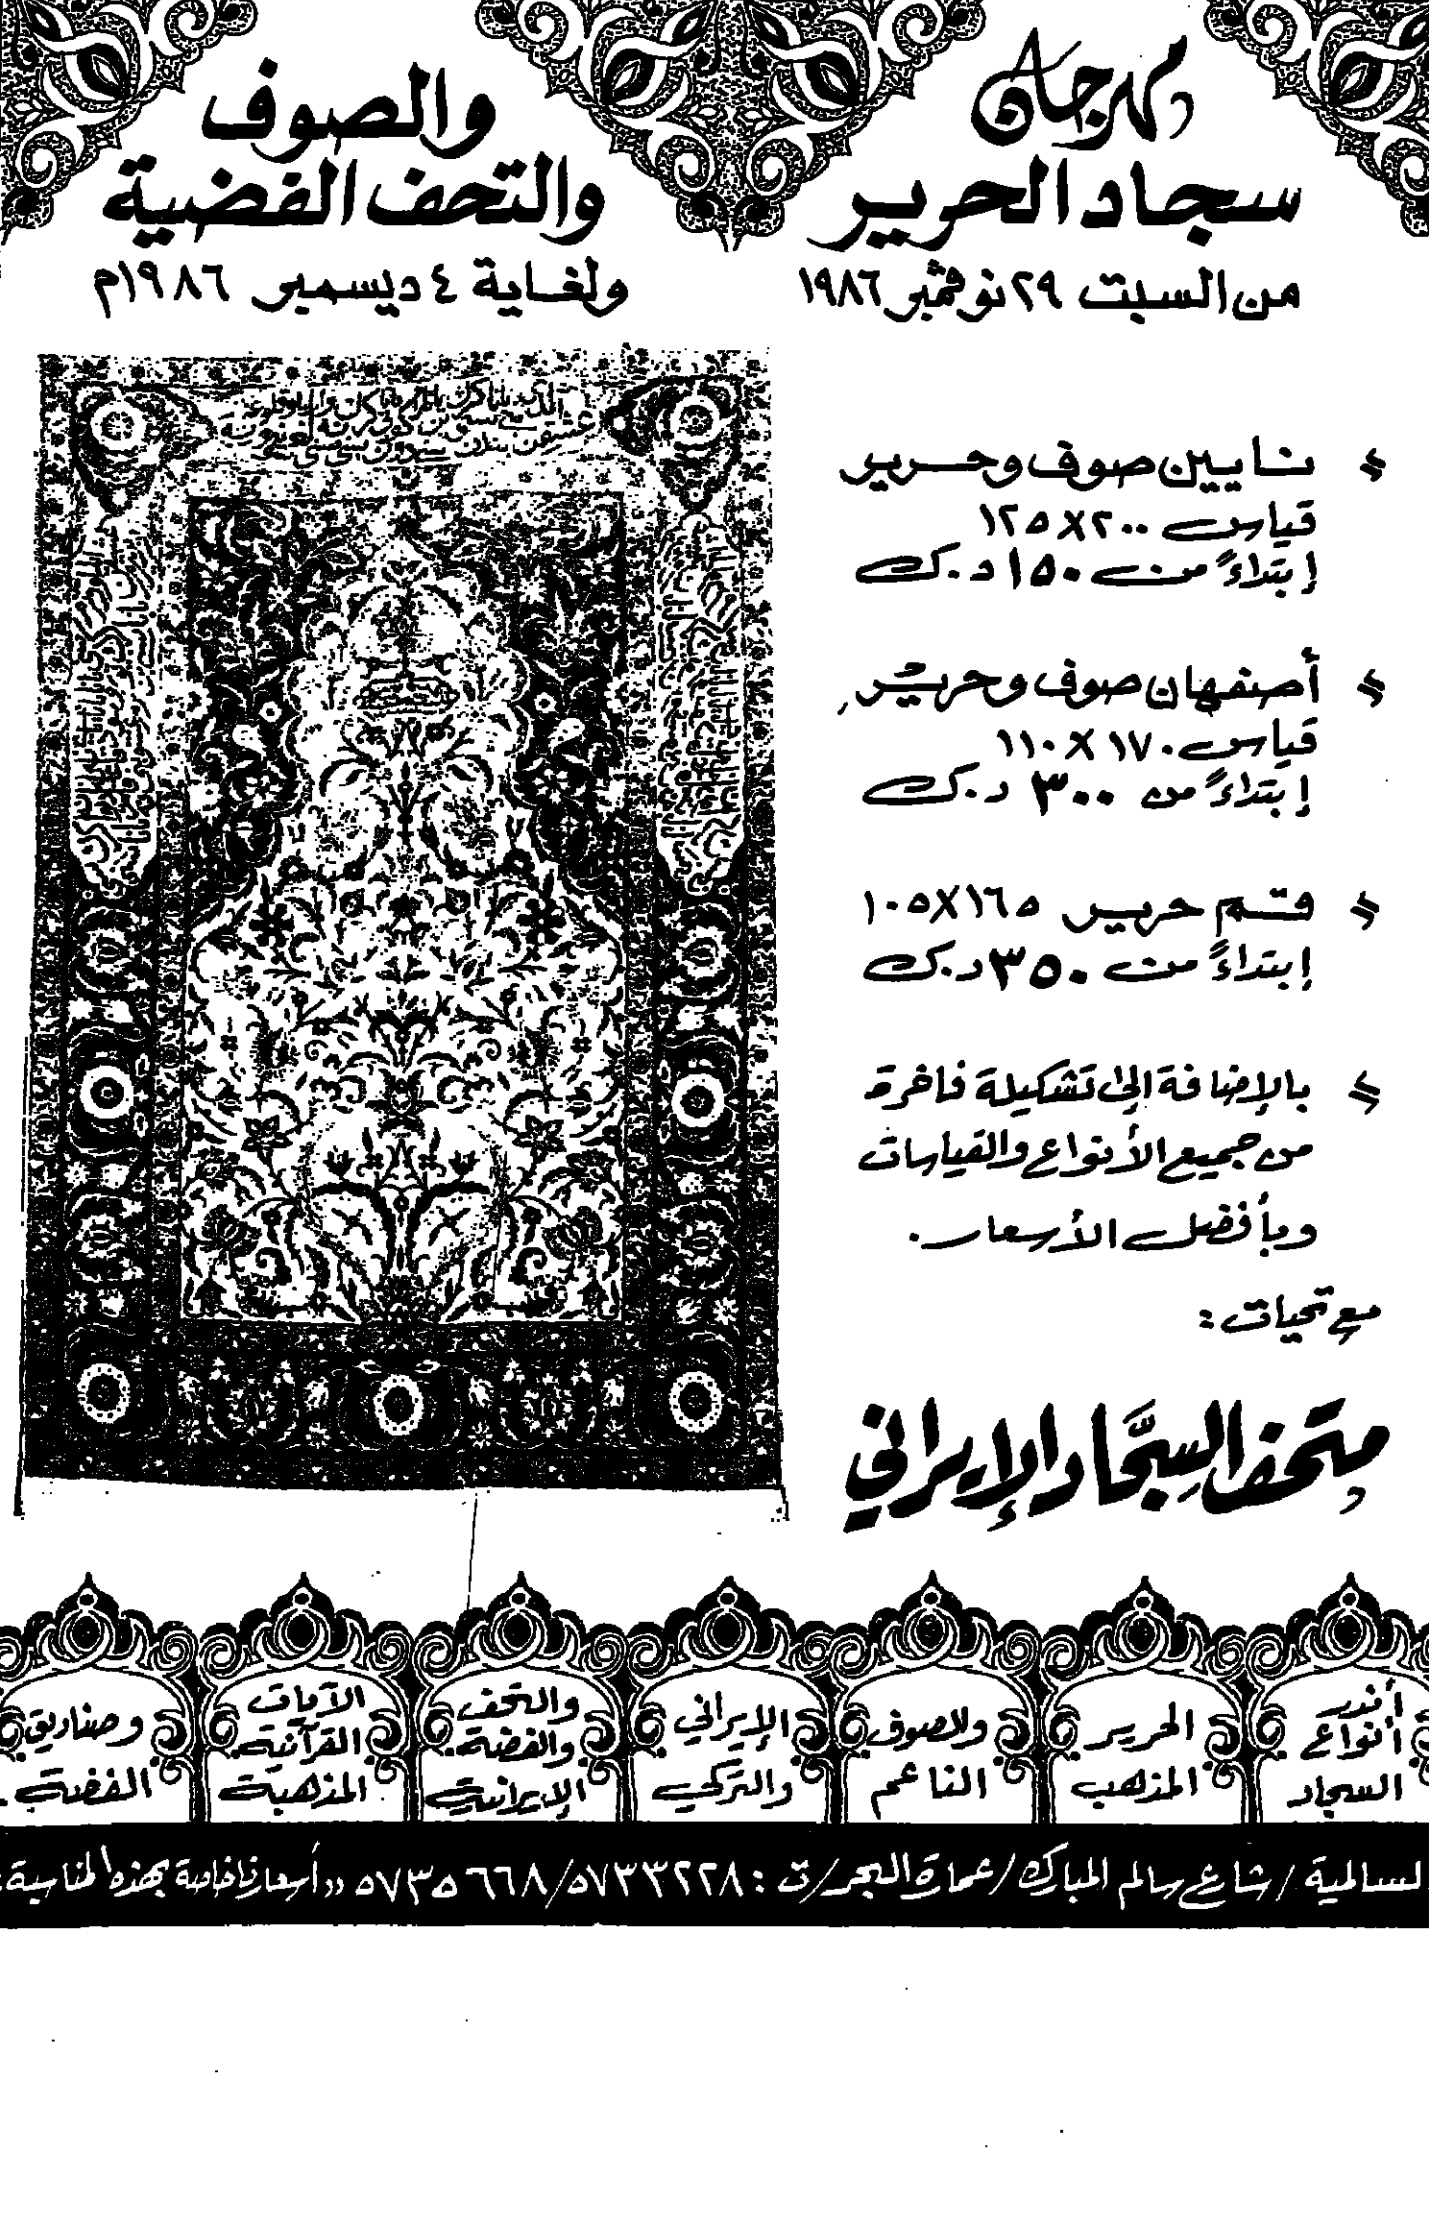 مهرجان
سجاد الحرير
من السبت ٢٩ نوفمبر ١٩٨٦
والصوف
والتحف الفضية
ولغاية ٤ ديسمبر ١٩٨٦م
نايين صوف وحرير
قياس ٢٠٠×١٢٥
إبتداءً من ١٥٠ د.ك
أصفهان صوف وحرير
قياس ١٧٠×١١٠
إبتداءً من ٣٠٠ د.ك
قم حرير ١٦٥×١٠٥
إبتداءً من ٣٥٠ د.ك
بالإضافة إلى تشكيلة فاخرة
من جميع الأنواع والقياسات
وبأفضل الأسعار.
مع تحيات:
متحف السجَّاد الإيراني
أندر
أنواع
السجاد
الحرير
المذهب
والصوف
الناعم
الإيراني
والتركي
والتحف
والفضة
الإيرانية
الآيات
القرآنية
المذهبة
وصناديق
الفضة.
السالمية / شارع سالم المبارك / عمارة البحر / ت : ٥٧٣٣٢٢٨ / ٥٧٣٥٦٦٨ «أسعارنا خاصة بهذه المناسبة»